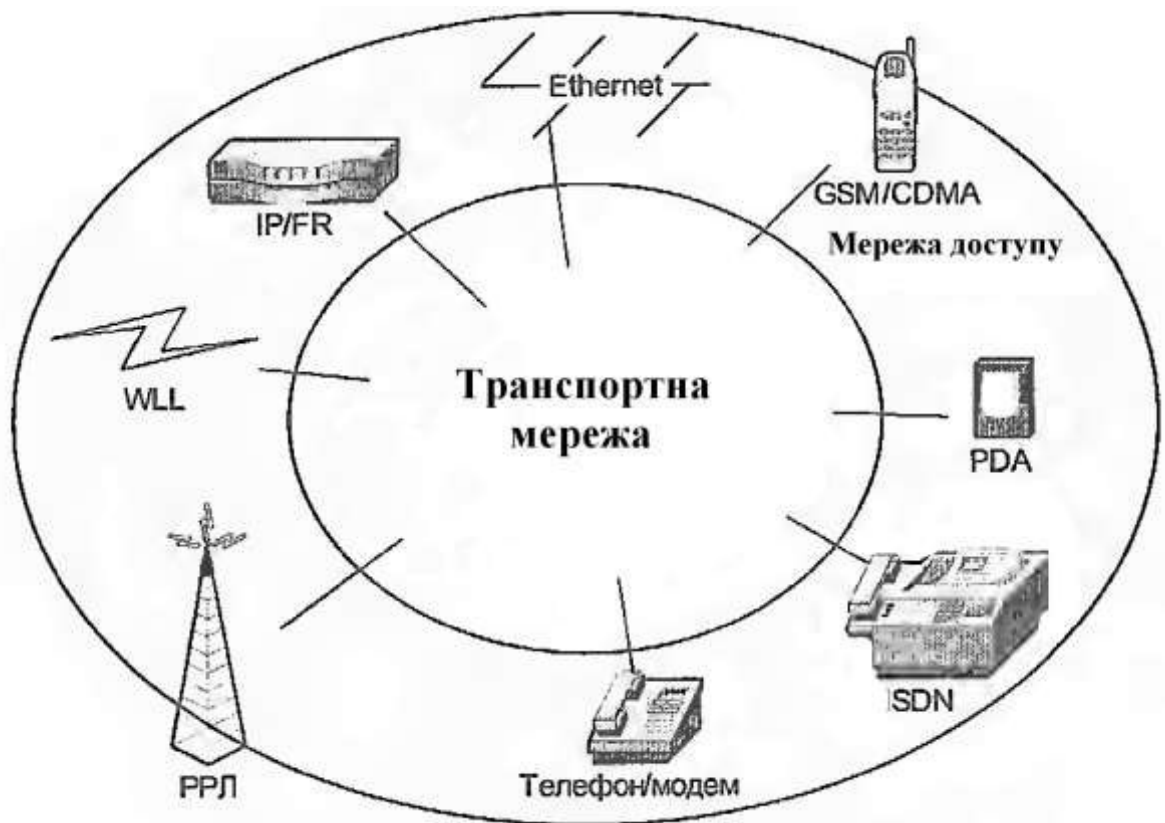 Ethernet
GSM/CDMA
IP/FR
Мережа доступу
WLL
Транспортна
мережа
PDA
ISDN
РРЛ
Телефон/модем